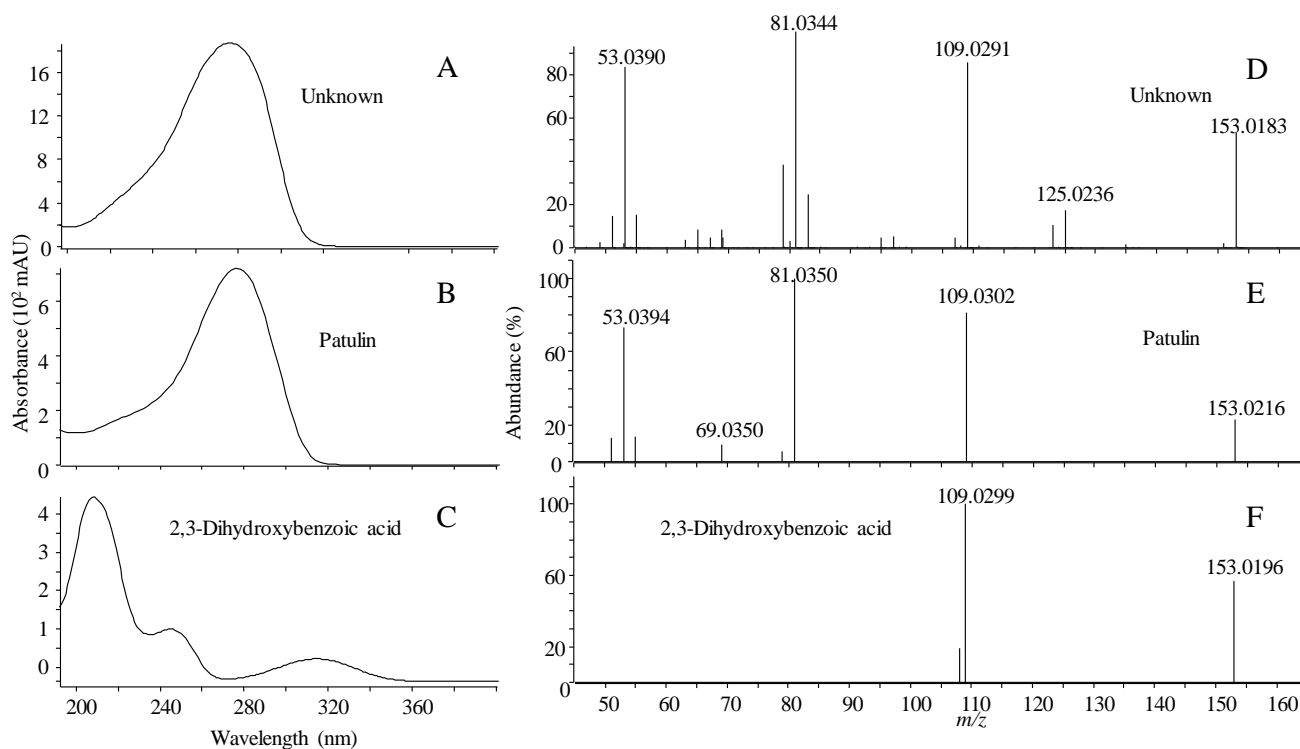 Absorbance (10² mAU)
16
12
8
4
0
A
Unknown
6
4
2
0
B
Patulin
4
3
2
1
0
C
2,3-Dihydroxybenzoic acid
200 240 280 320 360
Wavelength (nm)
Abundance (%)
80
60
20
0
53.0390
81.0344
109.0291
125.0236
153.0183
D
Unknown
100
60
20
0
53.0394
69.0350
81.0350
109.0302
153.0216
E
Patulin
100
60
20
0
2,3-Dihydroxybenzoic acid
109.0299
153.0196
F
50 60 70 80 90 100 110 120 130 140 150 160
m/z